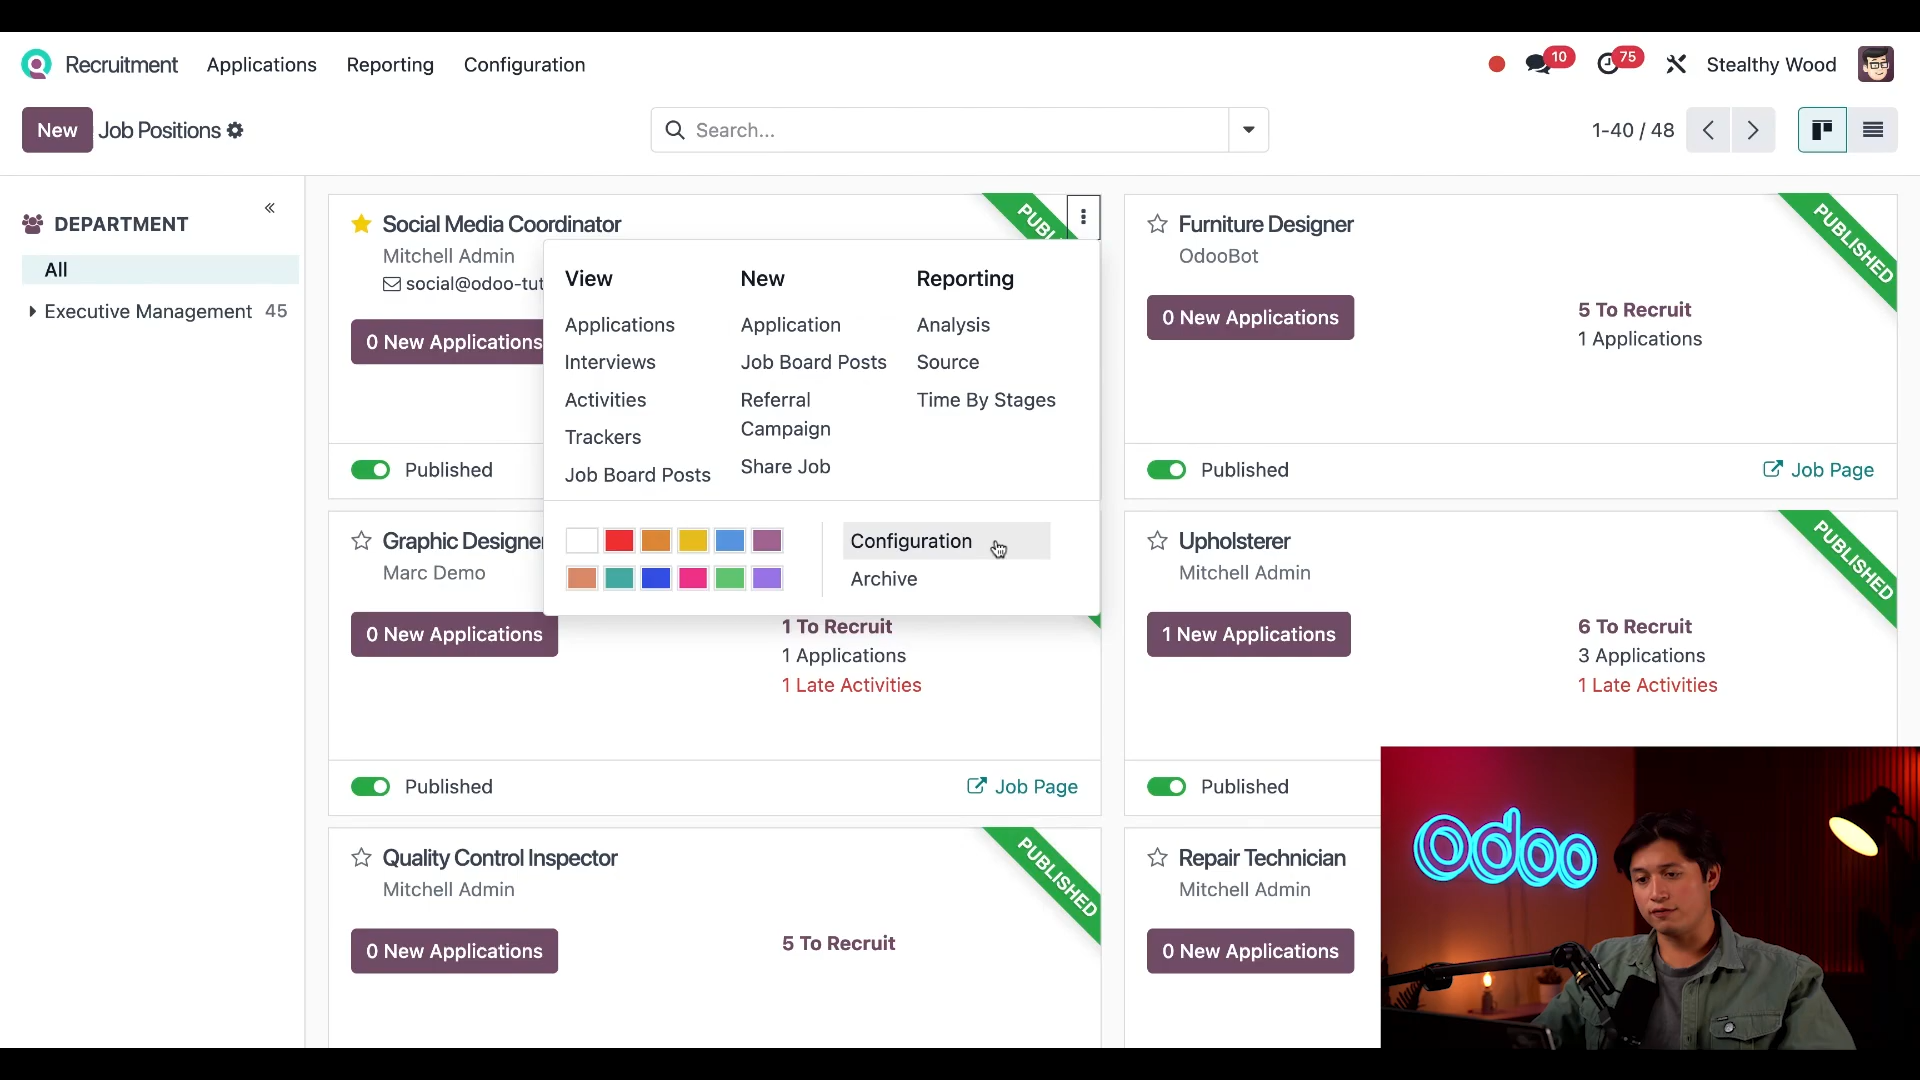 Recruitment Applications Reporting Configuration
10 75 Stealthy Wood
New Job Positions Search... 1-40 / 48
DEPARTMENT
All
Executive Management 45
Social Media Coordinator
Mitchell Admin
social@odoo-tut
0 New Applications
Published
View
Applications
Interviews
Activities
Trackers
Job Board Posts
New
Application
Job Board Posts
Referral
Campaign
Share Job
Reporting
Analysis
Source
Time By Stages
Configuration
Archive
Furniture Designer
OdooBot
PUBLISHED
0 New Applications
5 To Recruit
1 Applications
Published Job Page
Graphic Designe
Marc Demo
0 New Applications
1 To Recruit
1 Applications
1 Late Activities
Published Job Page
Upholsterer
Mitchell Admin
PUBLISHED
1 New Applications
6 To Recruit
3 Applications
1 Late Activities
Published
Quality Control Inspector
Mitchell Admin
PUBLISHED
0 New Applications
5 To Recruit
Repair Technician
Mitchell Admin
0 New Applications
odoo